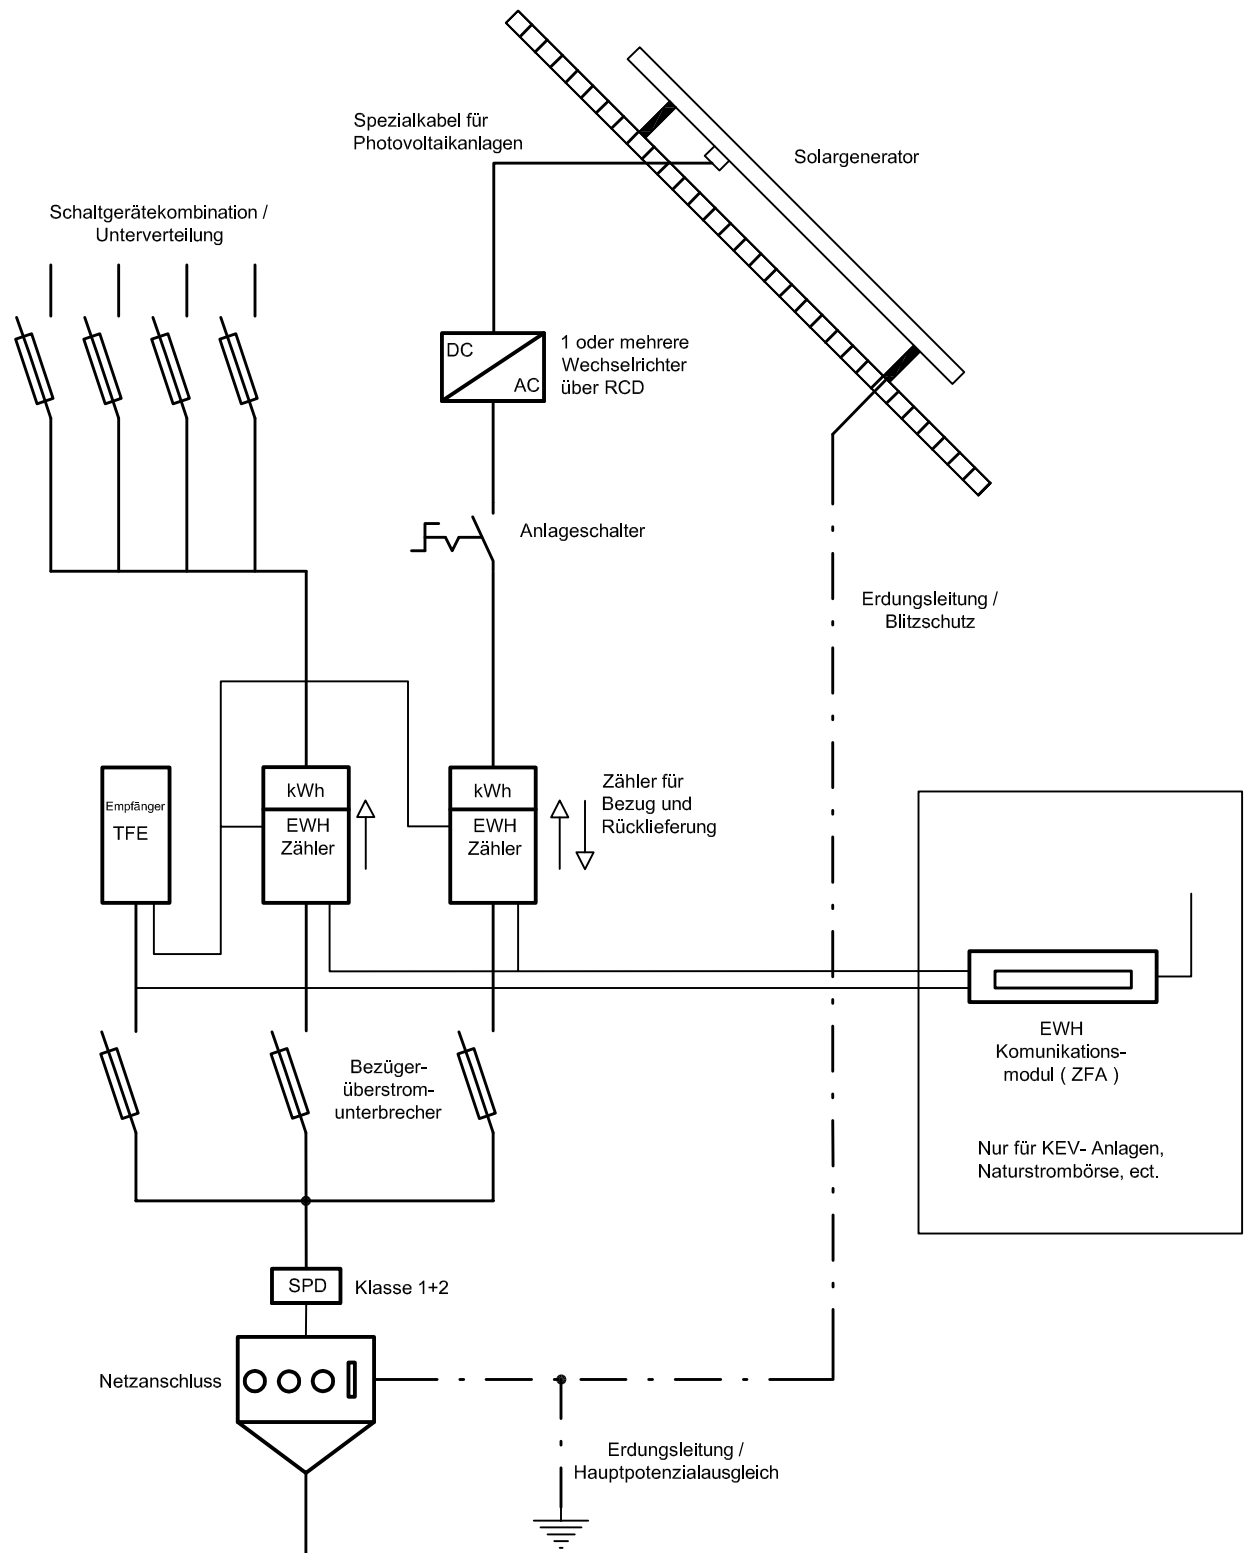 Spezialkabel für
Photovoltaikanlagen
Solargenerator
Schaltgerätekombination /
Unterverteilung
DC
AC
1 oder mehrere
Wechselrichter
über RCD
Anlageschalter
Erdungsleitung /
Blitzschutz
Empfänger
TFE
kWh
EWH
Zähler
kWh
EWH
Zähler
Zähler für
Bezug und
Rücklieferung
EWH
Komunikations-
modul ( ZFA )
Nur für KEV- Anlagen,
Naturstrombörse, ect.
Bezüger-
überstrom-
unterbrecher
SPD
Klasse 1+2
Netzanschluss
Erdungsleitung /
Hauptpotenzialausgleich